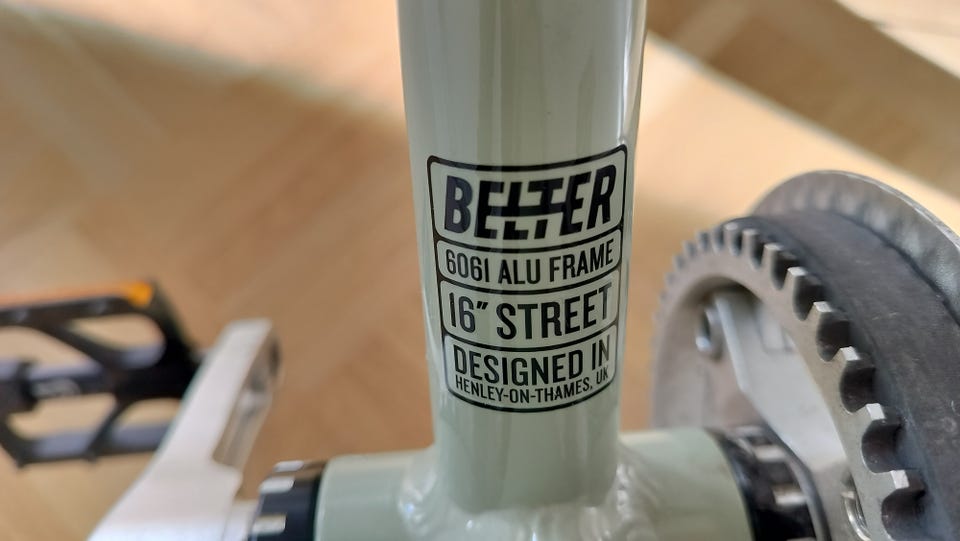 BELTER
6061 ALU FRAME
16" STREET
DESIGNED IN
HENLEY-ON-THAMES, UK